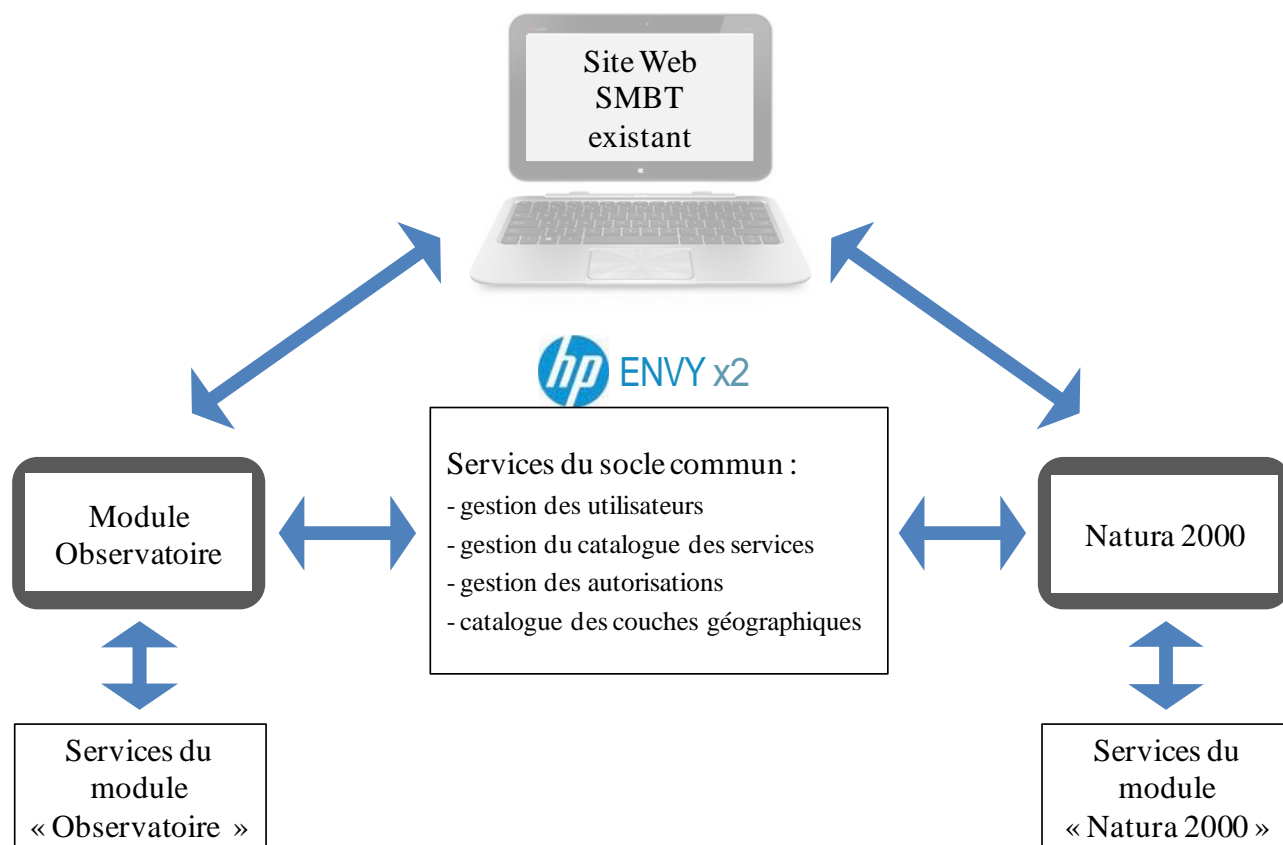 Site Web
SMBT
existant
hp ENVY x2
Services du socle commun :
- gestion des utilisateurs
- gestion du catalogue des services
- gestion des autorisations
- catalogue des couches géographiques
Module
Observatoire
Natura 2000
Services du
module
« Observatoire »
Services du
module
« Natura 2000 »